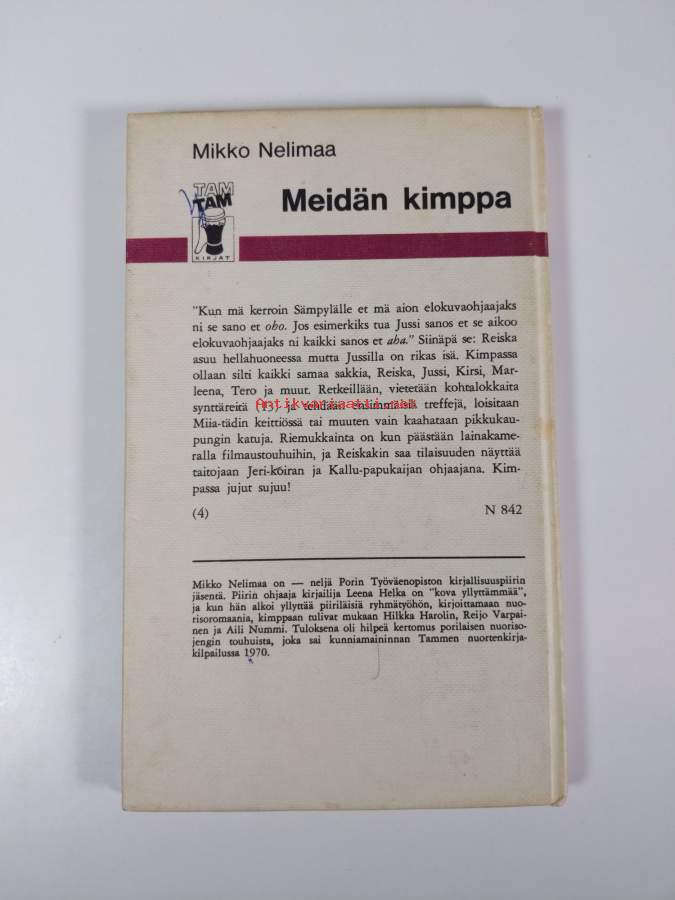 Mikko Nelimaa
TAM
TAM
KIRJAT
Meidän kimppa
"Kun mä kerroin Sämpylälle et mä aion elokuvaohjaajaks
ni se sano et oho. Jos esimerkiks tua Jussi sanos et se aikoo
elokuvaohjaajaks ni kaikki sanos et aha." Siinäpä se: Reiska
asuu hellahuoneessa mutta Jussilla on rikas isä. Kimpassa
ollaan silti kaikki samaa sakkia, Reiska, Jussi, Kirsi, Mar-
leena, Tero ja muut. Retkeillään, vietetään kohtalokkaita
synttäreitä (13) ja tehdään ensimmäisiä treffejä, loisitaan
Antikvariaatti.net
Miia-tädin keittiössä tai muuten vain kaahataan pikkukau-
pungin katuja. Riemukkainta on kun päästään lainakame-
ralla filmaustouhuihin, ja Reiskakin saa tilaisuuden näyttää
taitojaan Jeri-koiran ja Kallu-papukaijan ohjaajana. Kim-
passa jujut sujuu!
(4) N 842
Mikko Nelimaa on — neljä Porin Työväenopiston kirjallisuuspiirin
jäsentä. Piirin ohjaaja kirjailija Leena Helka on "kova yllyttämmää",
ja kun hän alkoi yllyttää piiriläisiä ryhmätyöhön, kirjoittamaan nuo-
risoromaania, kimppaan tulivat mukaan Hilkka Harolin, Reijo Varpai-
nen ja Aili Nummi. Tuloksena oli hilpeä kertomus porilaisen nuoriso-
jengin touhuista, joka sai kunniamaininnan Tammen nuortenkirja-
kilpailussa 1970.